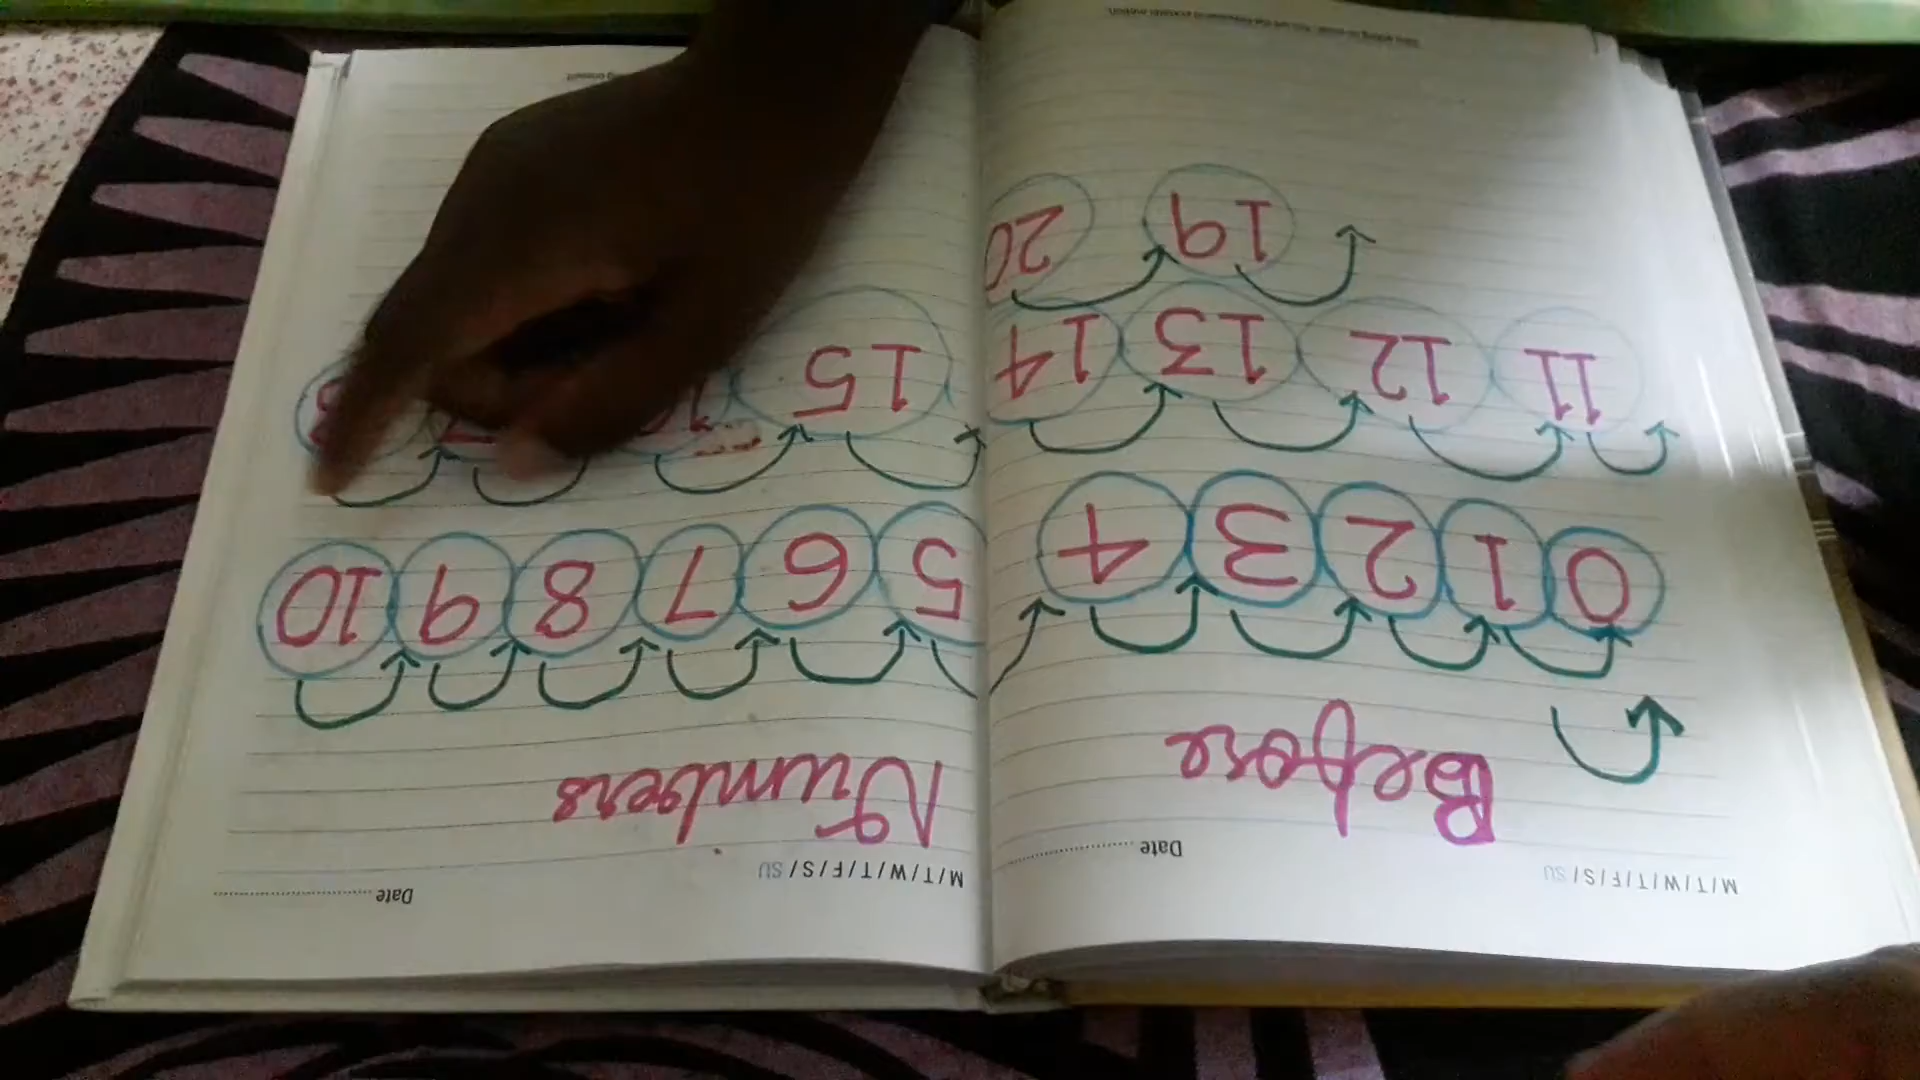 M/T/W/T/F/S/SU Date M/T/W/T/F/S/SU Date
Before Numbers
0 1 2 3 4 5 6 7 8 9 10
11 12 13 14 15
19 20